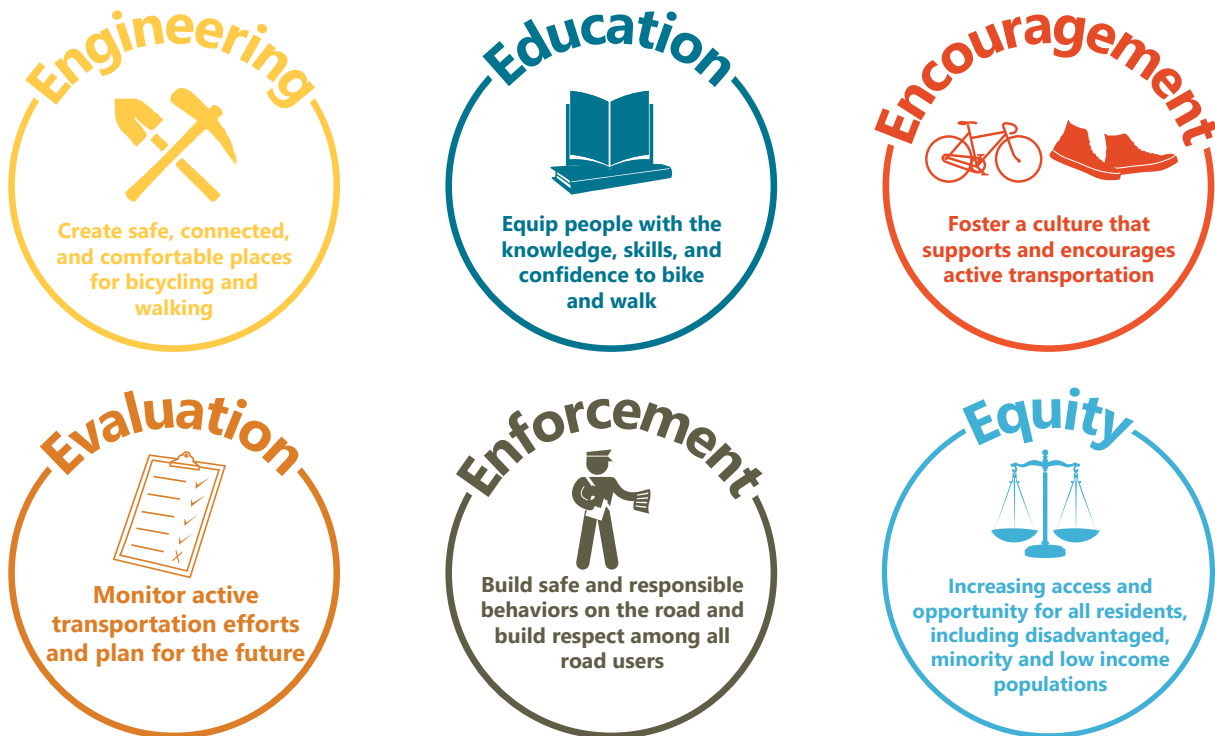 Engineering
Create safe, connected,
and comfortable places
for bicycling and
walking
Education
Equip people with the
knowledge, skills, and
confidence to bike
and walk
Encouragement
Foster a culture that
supports and encourages
active transportation
Evaluation
Monitor active
transportation efforts
and plan for the future
Enforcement
Build safe and responsible
behaviors on the road and
build respect among all
road users
Equity
Increasing access and
opportunity for all residents,
including disadvantaged,
minority and low income
populations